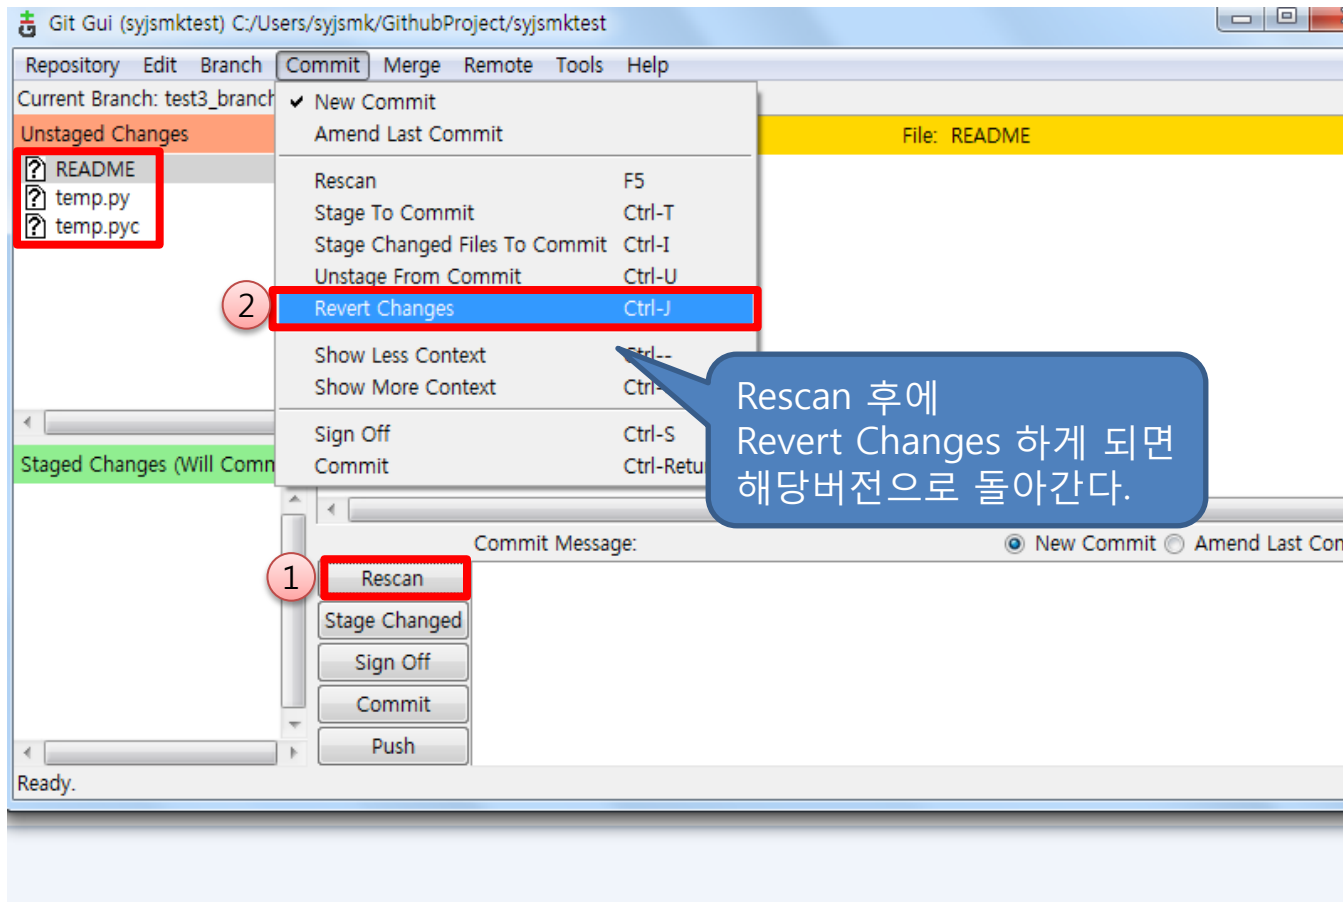 Git Gui (syjsmktest) C:/Users/syjsmk/GithubProject/syjsmktest
Repository Edit Branch Commit Merge Remote Tools Help
Current Branch: test3_branch
✔ New Commit
Unstaged Changes
Amend Last Commit
File: README
README
temp.py
temp.pyc
Rescan F5
Stage To Commit Ctrl-T
Stage Changed Files To Commit Ctrl-I
Unstage From Commit Ctrl-U
2
Revert Changes Ctrl-J
Show Less Context Ctrl--
Show More Context Ctrl-
Sign Off Ctrl-S
Commit Ctrl-Retu
Rescan 후에
Revert Changes 하게 되면
해당버전으로 돌아간다.
Staged Changes (Will Comm
Commit Message:
New Commit Amend Last Com
1
Rescan
Stage Changed
Sign Off
Commit
Push
Ready.